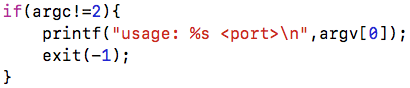 if(argc!=2){
    printf("usage: %s <port>\n",argv[0]);
    exit(-1);
}